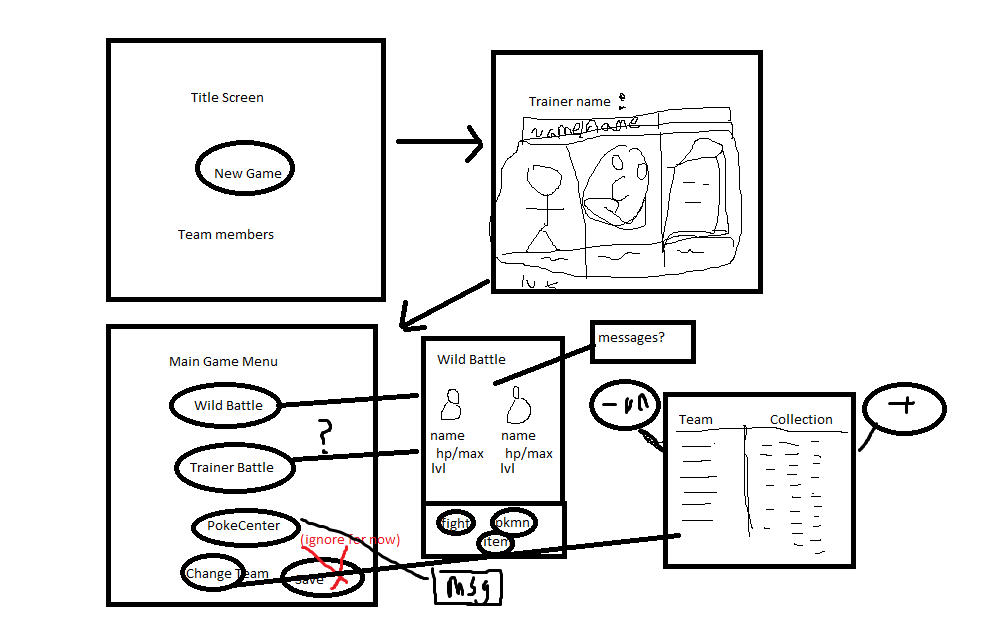 Title Screen
New Game
Team members
Trainer name :
name/name
Main Game Menu
Wild Battle
Trainer Battle
?
PokeCenter
(ignore for now)
Change Team
save
Wild Battle
name
hp/max
lvl
name
hp/max
lvl
fight
pkmn
item
messages?
msg
Team
Collection
+